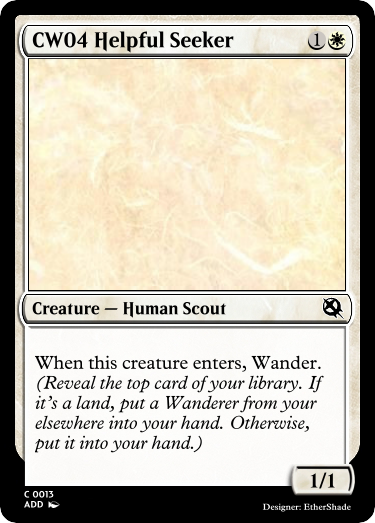 CW04 Helpful Seeker 1
Creature — Human Scout
When this creature enters, Wander.
(Reveal the top card of your library. If
it's a land, put a Wanderer from your
elsewhere into your hand. Otherwise,
put it into your hand.)
1/1
C 0013
ADD
Designer: EtherShade